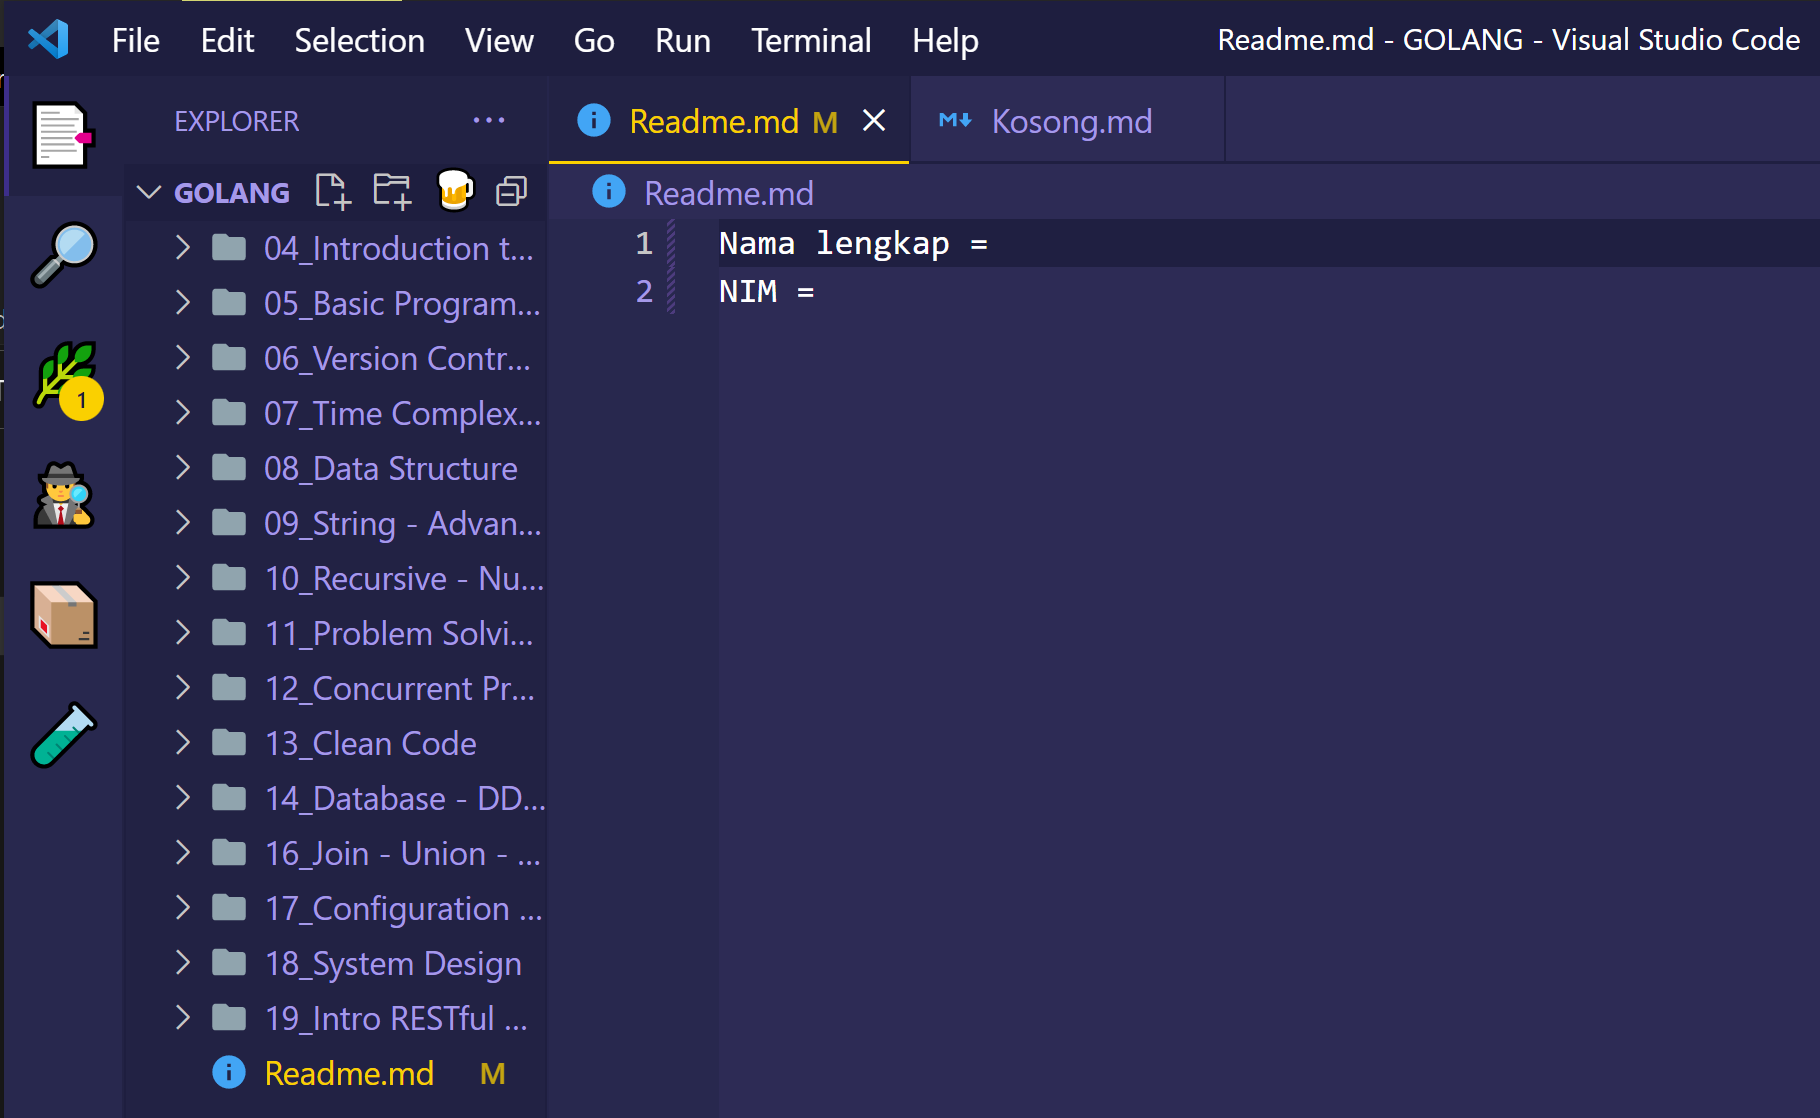 File Edit Selection View Go Run Terminal Help Readme.md - GOLANG - Visual Studio Code
EXPLORER ...
Readme.md M
Kosong.md
GOLANG
Readme.md
04_Introduction t...
05_Basic Program...
06_Version Contr...
07_Time Complex...
08_Data Structure
09_String - Advan...
10_Recursive - Nu...
11_Problem Solvi...
12_Concurrent Pr...
13_Clean Code
14_Database - DD...
16_Join - Union - ...
17_Configuration ...
18_System Design
19_Intro RESTful ...
Readme.md M
1 Nama lengkap =
2 NIM =
1